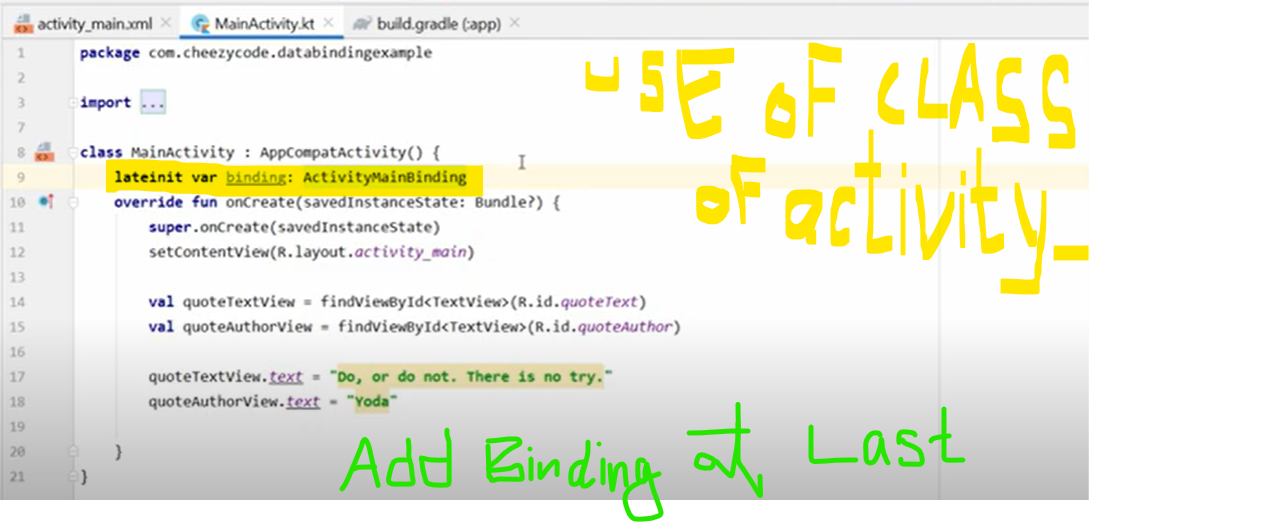 activity_main.xml MainActivity.kt build.gradle (:app)
1 package com.cheezycode.databindingexample
2
3 import ...
7
8 class MainActivity : AppCompatActivity() {
9 lateinit var binding: ActivityMainBinding
10 override fun onCreate(savedInstanceState: Bundle?) {
11 super.onCreate(savedInstanceState)
12 setContentView(R.layout.activity_main)
13
14 val quoteTextView = findViewById<TextView>(R.id.quoteText)
15 val quoteAuthorView = findViewById<TextView>(R.id.quoteAuthor)
16
17 quoteTextView.text = "Do, or do not. There is no try."
18 quoteAuthorView.text = "Yoda"
19
20 }
21 }
USE OF CLASS
OF activity_
Add Binding at Last